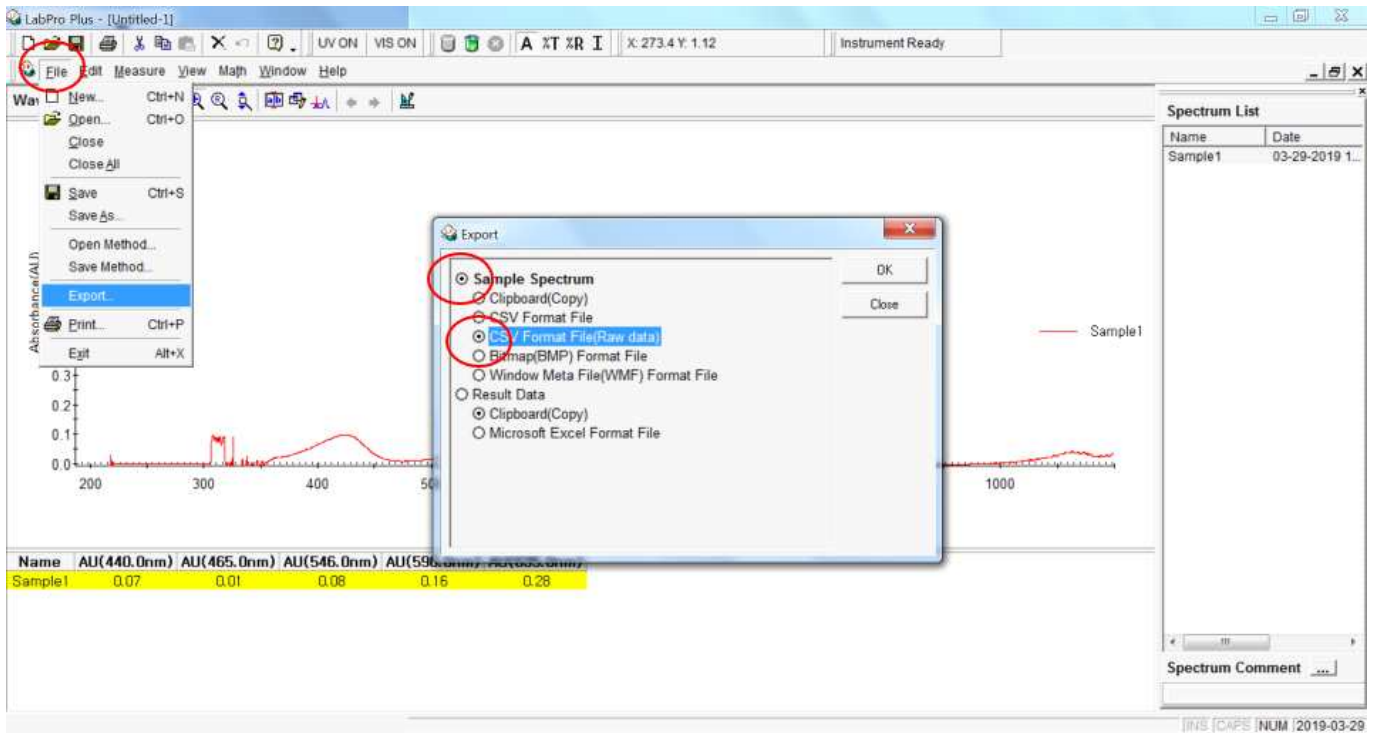 LabPro Plus - [Untitled-1]
UV ON VIS ON A %T %R I X: 273.4 Y: 1.12 Instrument Ready
File Edit Measure View Math Window Help
New... Ctrl+N
Open... Ctrl+O
Close
Close All
Save Ctrl+S
Save As...
Open Method...
Save Method...
Export...
Print... Ctrl+P
Exit Alt+X
Absorbance(AU)
0.3
0.2
0.1
0.0
200 300 400 1000
Sample1
Export
Sample Spectrum
Clipboard(Copy)
CSV Format File
CSV Format File(Raw data)
Bitmap(BMP) Format File
Window Meta File(WMF) Format File
Result Data
Clipboard(Copy)
Microsoft Excel Format File
OK
Close
Name AU(440.0nm) AU(465.0nm) AU(546.0nm)
Sample1 0.07 0.01 0.08 0.16 0.28
Spectrum List
Name Date
Sample1 03-29-2019 1...
Spectrum Comment ...
INS CAPS NUM 2019-03-29